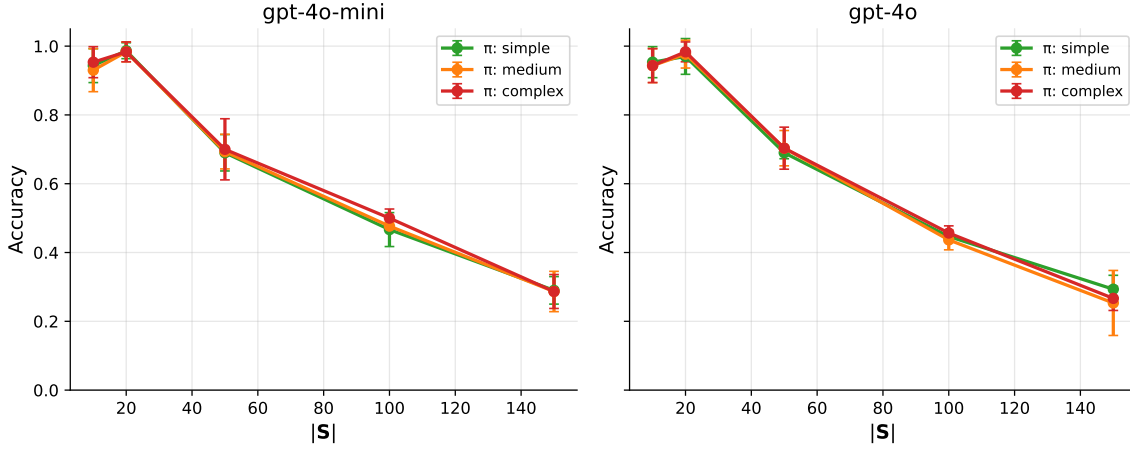 gpt-4o-mini
π: simple
π: medium
π: complex
1.0
0.8
0.6
0.4
0.2
0.0
Accuracy
20 40 60 80 100 120 140
|S|
gpt-4o
π: simple
π: medium
π: complex
Accuracy
20 40 60 80 100 120 140
|S|